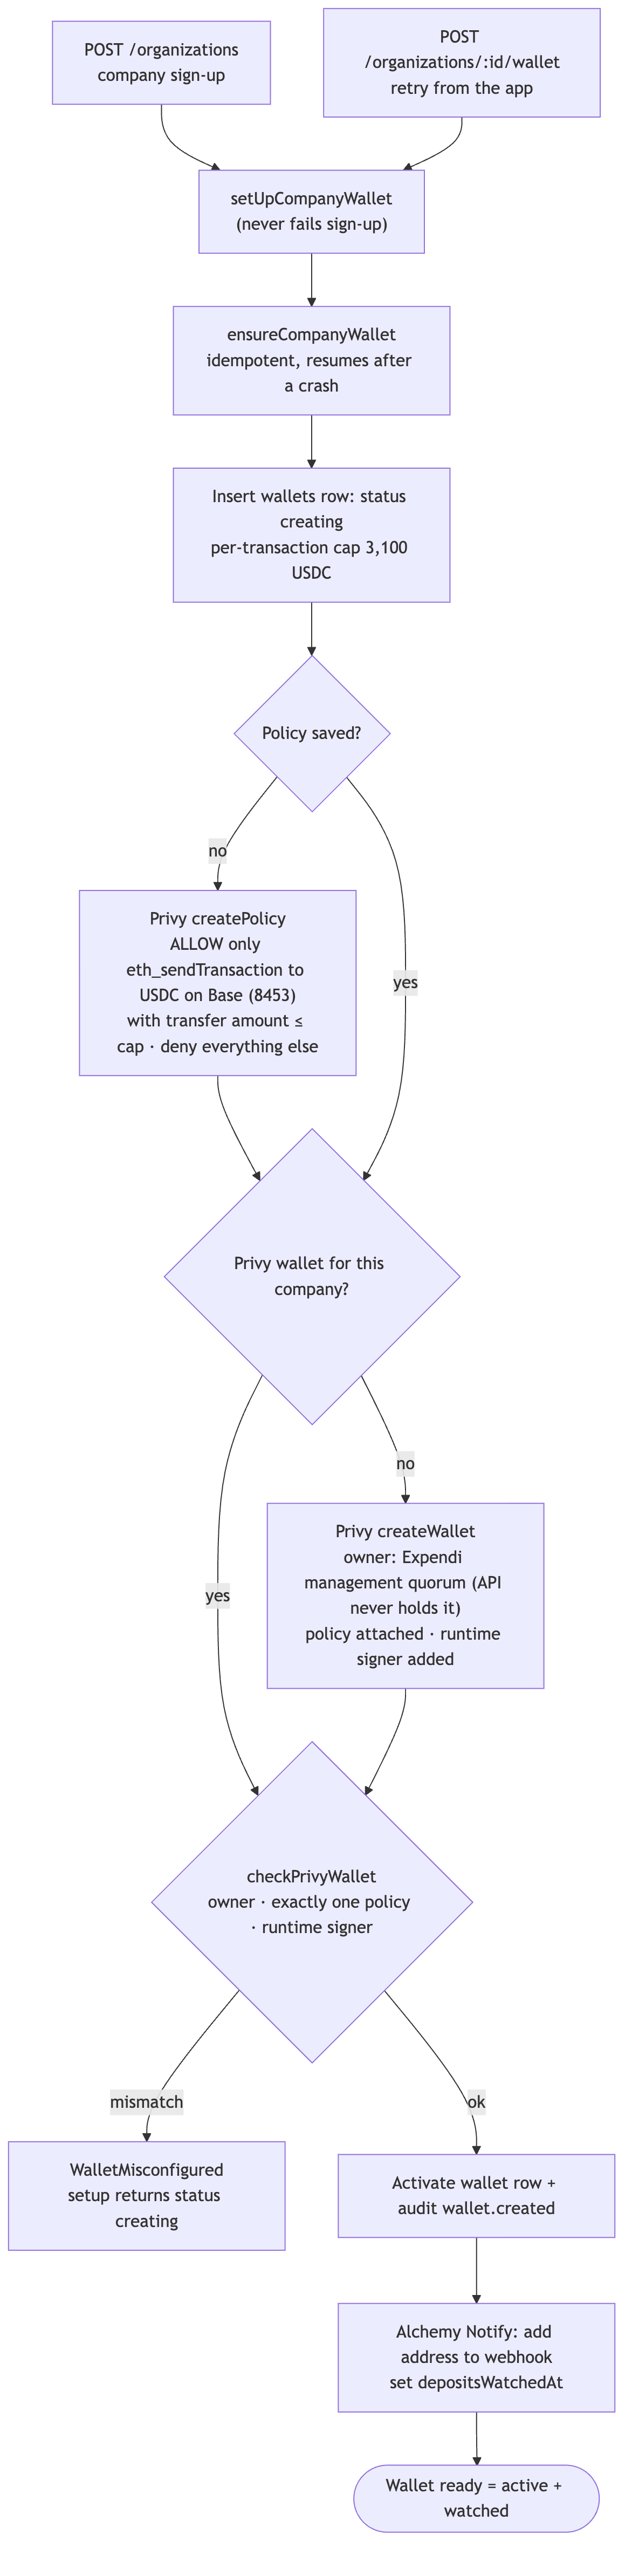 POST /organizations
company sign-up
POST
/organizations/:id/wallet
retry from the app
setUpCompanyWallet
(never fails sign-up)
ensureCompanyWallet
idempotent, resumes after
a crash
Insert wallets row: status
creating
per-transaction cap 3,100
USDC
Policy saved?
no
yes
Privy createPolicy
ALLOW only
eth_sendTransaction to
USDC on Base (8453)
with transfer amount ≤
cap · deny everything else
Privy wallet for this
company?
no
yes
Privy createWallet
owner: Expendi
management quorum (API
never holds it)
policy attached · runtime
signer added
checkPrivyWallet
owner · exactly one policy
· runtime signer
mismatch
ok
WalletMisconfigured
setup returns status
creating
Activate wallet row +
audit wallet.created
Alchemy Notify: add
address to webhook
set depositsWatchedAt
Wallet ready = active +
watched